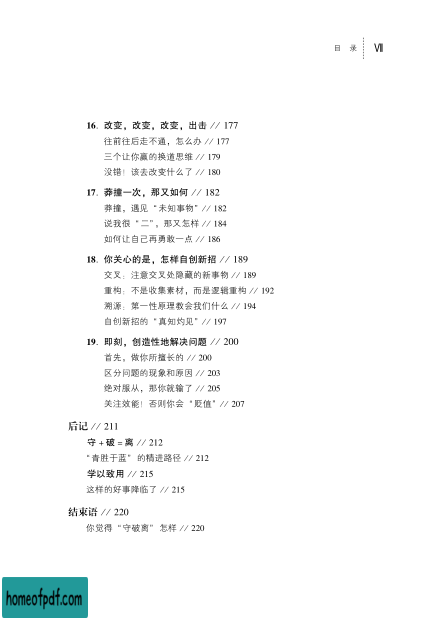 目 录 Ⅶ
16. 改变，改变，改变，出击 // 177
往前往后走不通，怎么办 // 177
三个让你赢的换道思维 // 179
没错！该去改变什么了 // 180
17. 莽撞一次，那又如何 // 182
莽撞，遇见“未知事物” // 182
说我很“二”，那又怎样 // 184
如何让自己再勇敢一点 // 186
18. 你关心的是，怎样自创新招 // 189
交叉：注意交叉处隐藏的新事物 // 189
重构：不是收集素材，而是逻辑重构 // 192
溯源：第一性原理教会我们什么 // 194
自创新招的“真知灼见” // 197
19. 即刻，创造性地解决问题 // 200
首先，做你所擅长的 // 200
区分问题的现象和原因 // 203
绝对服从，那你就输了 // 205
关注效能！否则你会“贬值” // 207
后记 // 211
守 + 破 = 离 // 212
“青胜于蓝”的精进路径 // 212
学以致用 // 215
这样的好事降临了 // 215
结束语 // 220
你觉得“守破离”怎样 // 220
homeofpdf.com